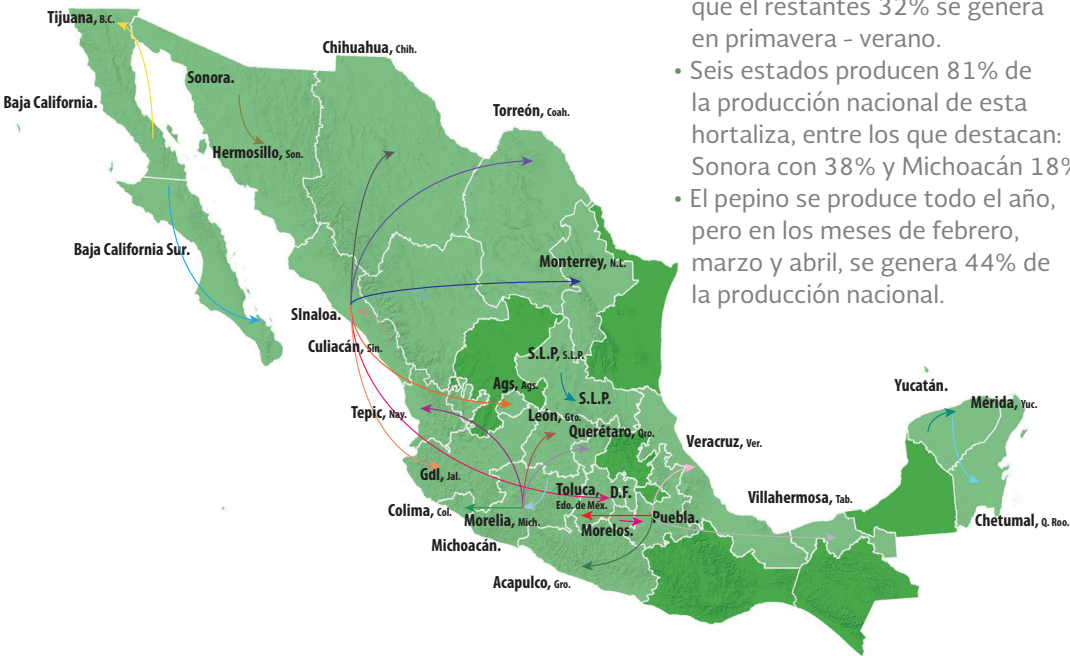 que el restantes 32% se genera
en primavera - verano.
• Seis estados producen 81% de
la producción nacional de esta
hortaliza, entre los que destacan:
Sonora con 38% y Michoacán 18%
• El pepino se produce todo el año,
pero en los meses de febrero,
marzo y abril, se genera 44% de
la producción nacional.
Tijuana, B.C.
Chihuahua, Chih.
Sonora.
Baja California.
Torreón, Coah.
Hermosillo, Son.
Baja California Sur.
Monterrey, N.L.
SInaloa.
Culiacán, Sin.
S.L.P, S.L.P.
Ags, Ags.
S.L.P.
Yucatán.
Mérida, Yuc.
Tepic, Nay.
León, Gto.
Querétaro, Qro.
Veracruz, Ver.
Gdl, Jal.
Toluca,
Edo. de Méx.
D.F.
Villahermosa, Tab.
Colima, Col.
Morelia, Mich.
Puebla.
Chetumal, Q. Roo.
Morelos.
Michoacán.
Acapulco, Gro.